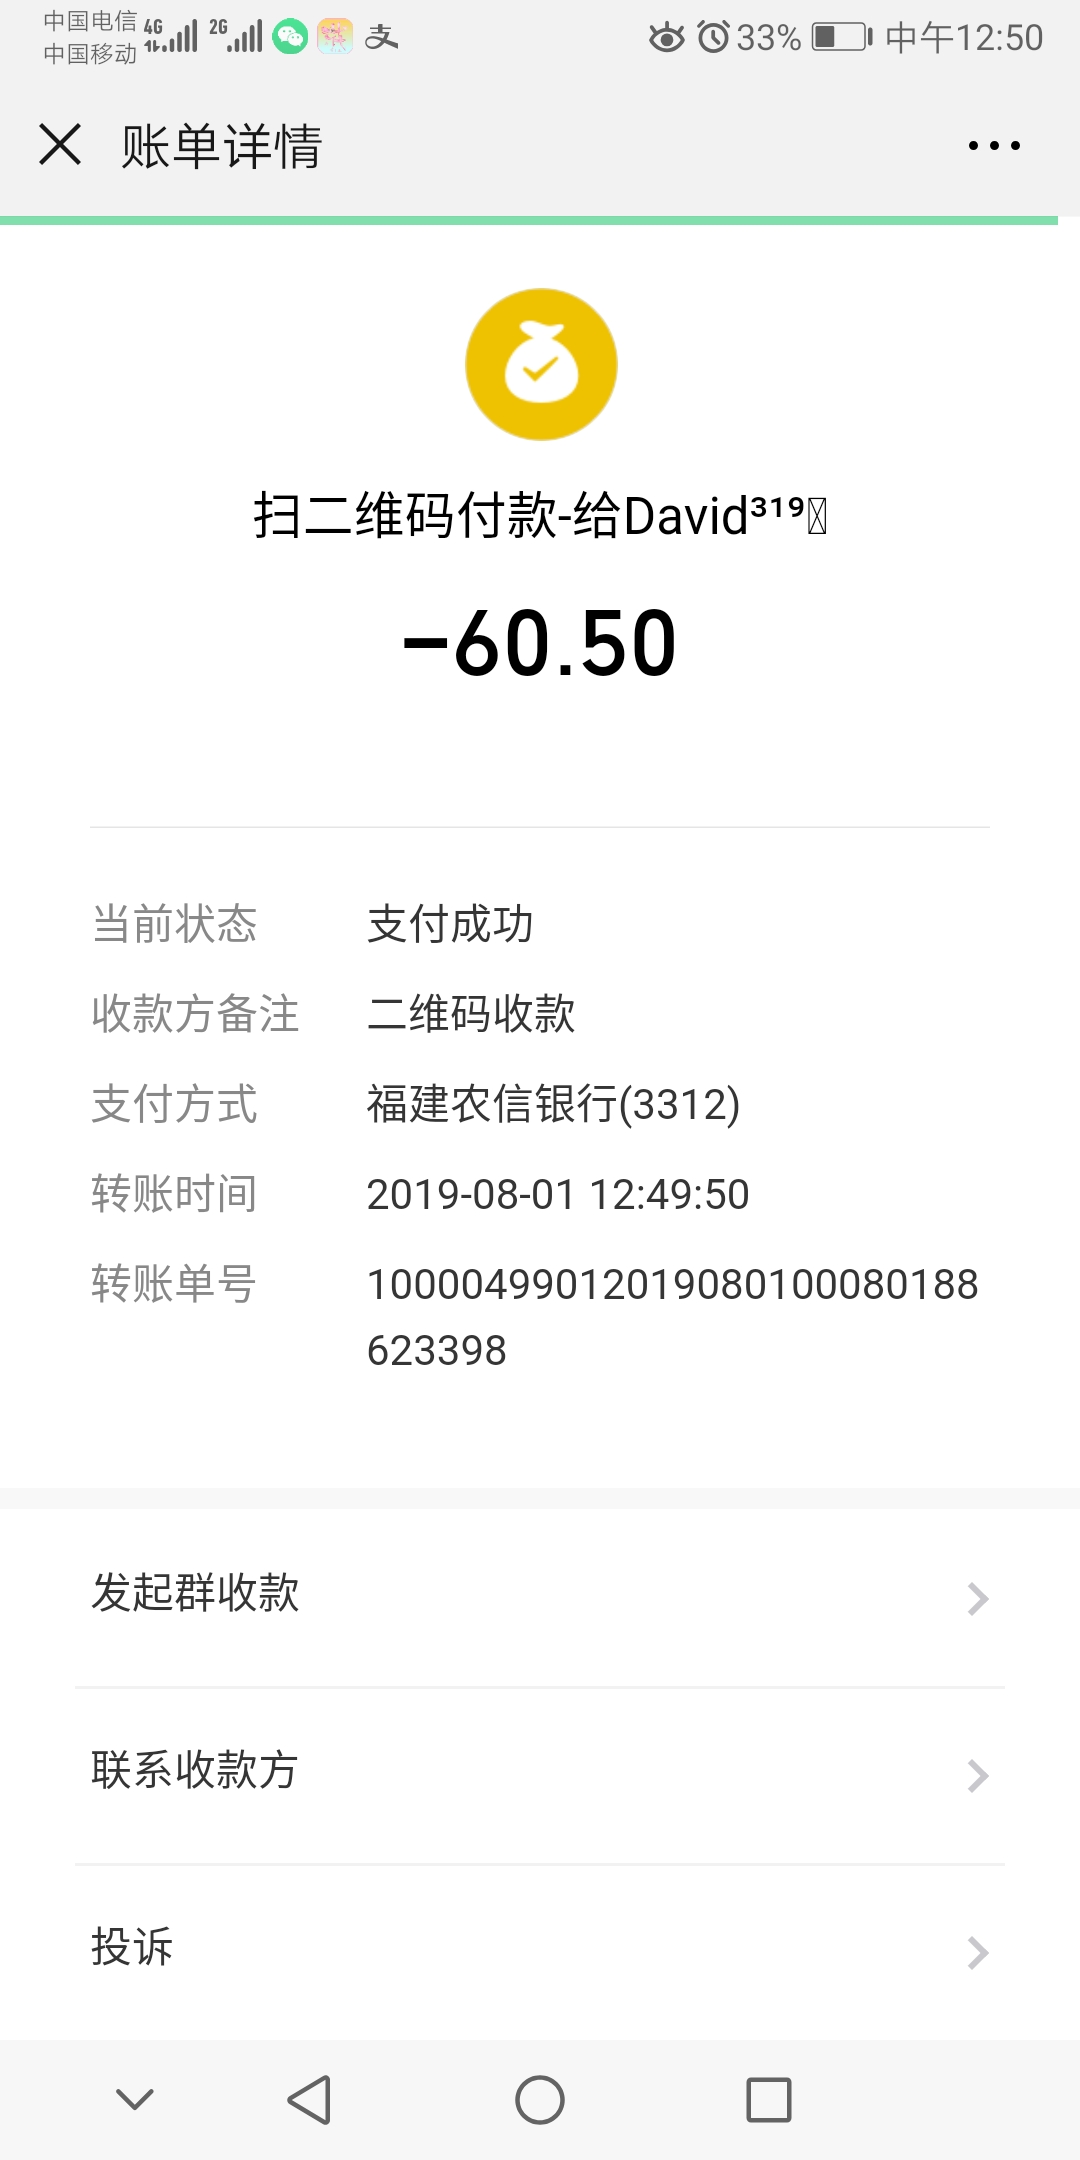 中国电信 4G 2G 33% 中午12:50
中国移动
账单详情
扫二维码付款-给David³¹⁹
-60.50
当前状态 支付成功
收款方备注 二维码收款
支付方式 福建农信银行(3312)
转账时间 2019-08-01 12:49:50
转账单号 10000499012019080100080188
623398
发起群收款
联系收款方
投诉